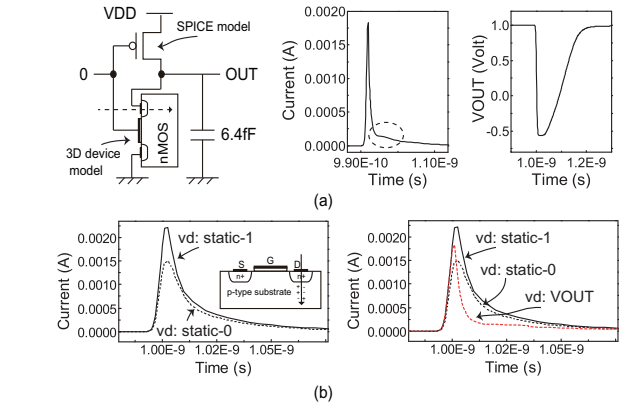 VDD
SPICE model
0
OUT
nMOS
6.4fF
3D device
model
Current (A)
0.0020
0.0015
0.0010
0.0005
0.0000
9.90E-10
1.10E-9
Time (s)
VOUT (Volt)
1.0
0.5
0.0
-0.5
1.0E-9
1.2E-9
Time (s)
(a)
Current (A)
0.0020
0.0015
0.0010
0.0005
0.0000
vd: static-1
vd: static-0
S
G
D
n+
n+
p-type substrate
1.00E-9
1.02E-9
1.05E-9
Time (s)
Current (A)
0.0020
0.0015
0.0010
0.0005
0.0000
vd: static-1
vd: static-0
vd: VOUT
1.00E-9
1.02E-9
1.05E-9
Time (s)
(b)